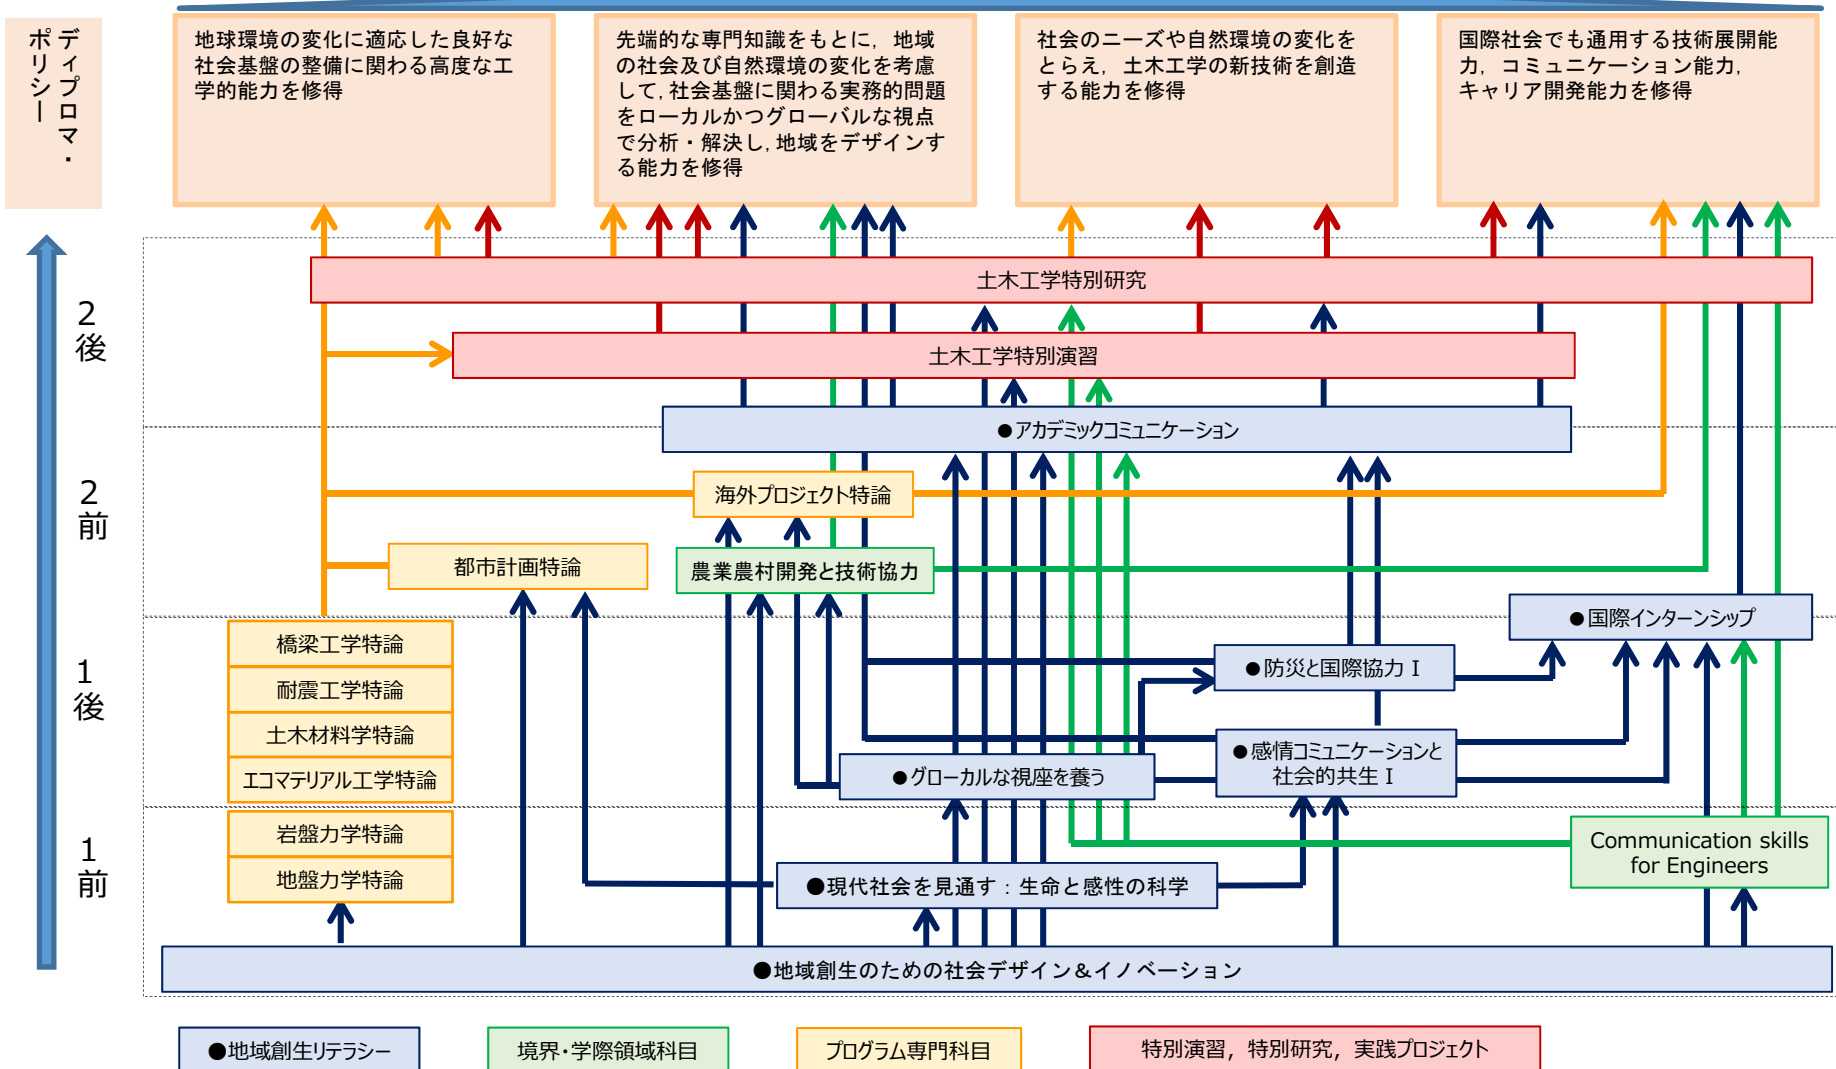 ディプロマ・
ポリシー
地球環境の変化に適応した良好な
社会基盤の整備に関わる高度な工
学的能力を修得
先端的な専門知識をもとに，地域
の社会及び自然環境の変化を考慮
して，社会基盤に関わる実務的問題
をローカルかつグローバルな視点
で分析・解決し，地域をデザインす
る能力を修得
社会のニーズや自然環境の変化を
とらえ，土木工学の新技術を創造
する能力を修得
国際社会でも通用する技術展開能
力，コミュニケーション能力，
キャリア開発能力を修得
2後
土木工学特別研究
土木工学特別演習
●アカデミックコミュニケーション
2前
海外プロジェクト特論
都市計画特論
農業農村開発と技術協力
●国際インターンシップ
1後
橋梁工学特論
耐震工学特論
土木材料学特論
エコマテリアル工学特論
●防災と国際協力Ⅰ
●感情コミュニケーションと
社会的共生Ⅰ
●グローカルな視座を養う
1前
岩盤力学特論
地盤力学特論
Communication skills
for Engineers
●現代社会を見通す：生命と感性の科学
●地域創生のための社会デザイン＆イノベーション
●地域創生リテラシー
境界・学際領域科目
プログラム専門科目
特別演習，特別研究，実践プロジェクト